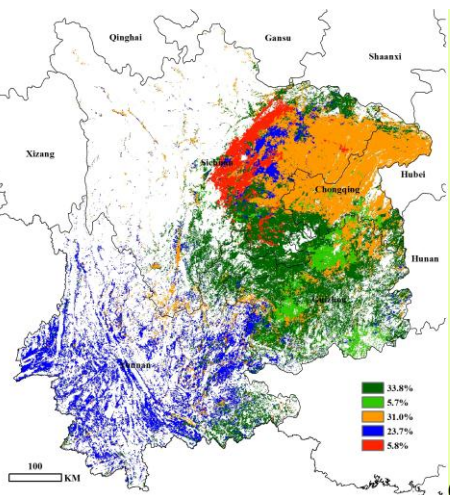 Qinghai
Gansu
Shaanxi
Xizang
Sichuan
Hubei
Chongqing
Hunan
Guizhou
Yunnan
33.8%
5.7%
31.0%
23.7%
5.8%
100
KM